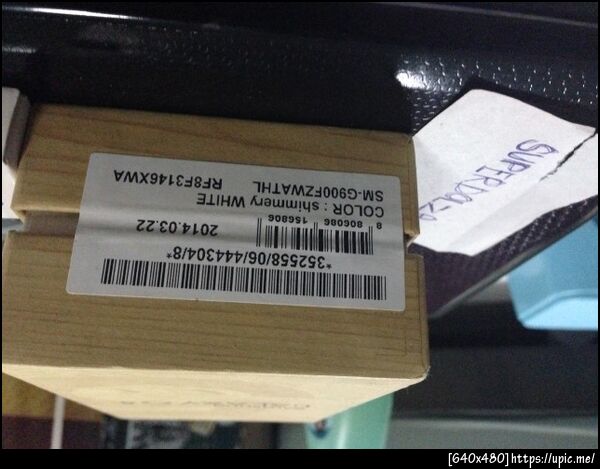 *352558/06/444304/8*
8 806086 156806
2014.03.22
COLOR : shimmery WHITE
SM-G900FZWATHL RF8F3146XWA
[640x480]https://upic.me/